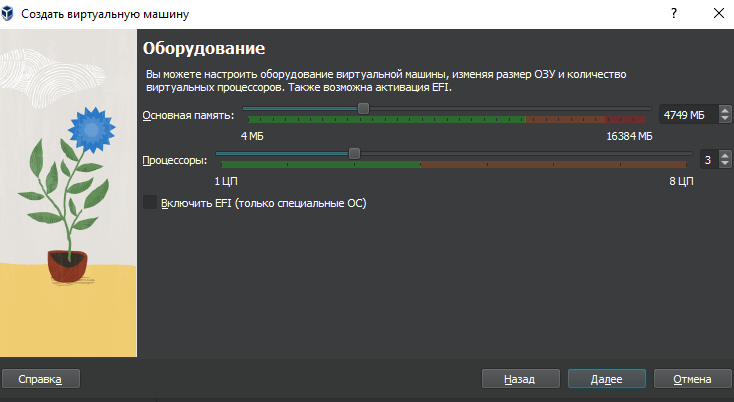 Создать виртуальную машину
Оборудование
Вы можете настроить оборудование виртуальной машины, изменяя размер ОЗУ и количество
виртуальных процессоров. Также возможна активация EFI.
Основная память:
4749 МБ
4 МБ
16384 МБ
Процессоры:
3
1 ЦП
8 ЦП
Включить EFI (только специальные ОС)
Справка
Назад
Далее
Отмена